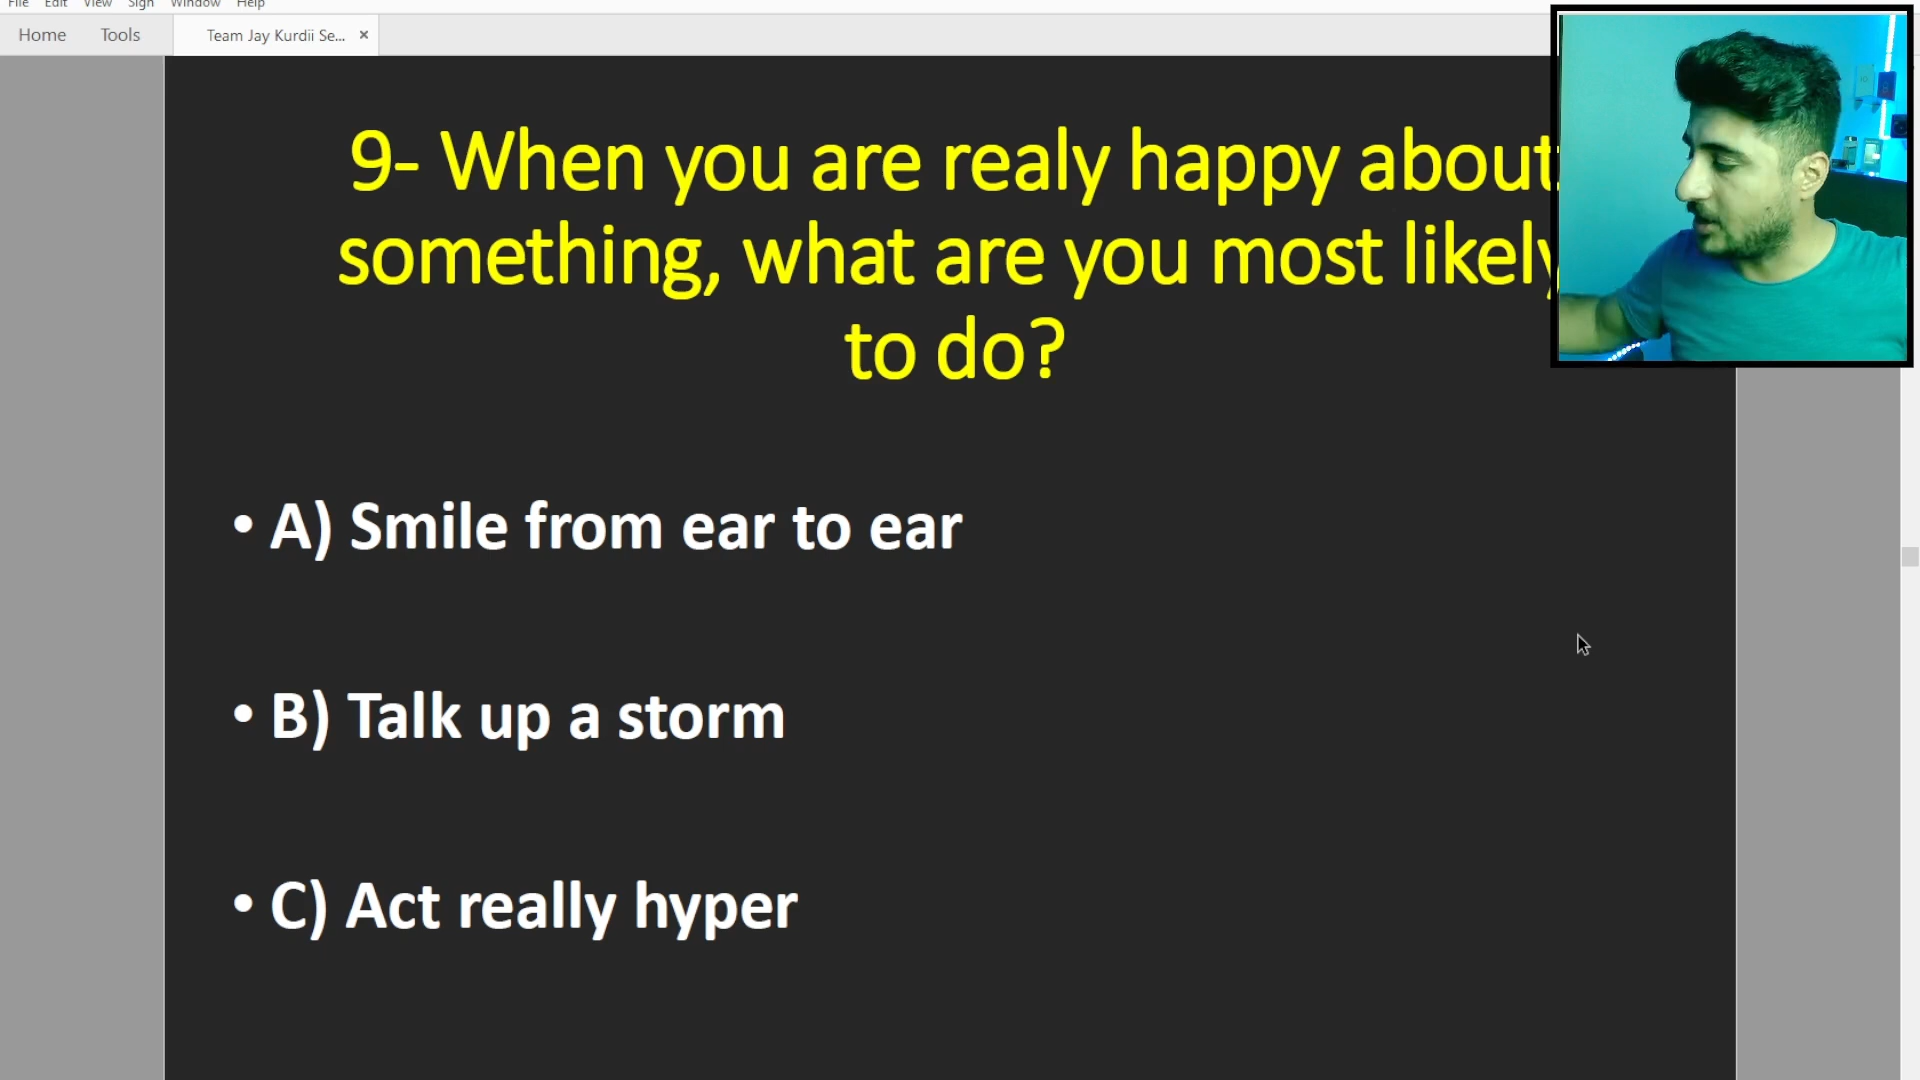 File Edit View Sign Window Help
Home Tools Team Jay Kurdii Se... ×
9- When you are realy happy about
something, what are you most likely
to do?
• A) Smile from ear to ear
• B) Talk up a storm
• C) Act really hyper